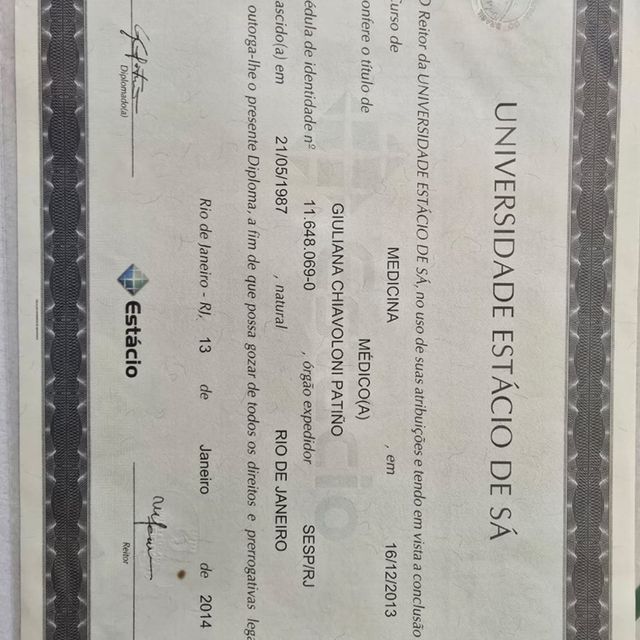 UNIVERSIDADE ESTÁCIO DE SÁ
O Reitor da UNIVERSIDADE ESTÁCIO DE SÁ, no uso de suas atribuições e tendo em vista a conclusão
curso de MEDICINA , em 16/12/2013
confere o título de MÉDICO(A)
GIULIANA CHIAVOLONI PATIÑO
cédula de identidade nº 11.648.069-0 , órgão expedidor SESP/RJ
nascido(a) em 21/05/1987 , natural RIO DE JANEIRO
outorga-lhe o presente Diploma, a fim de que possa gozar de todos os direitos e prerrogativas lega
Rio de Janeiro - RJ, 13 de Janeiro de 2014
Diplomado(a)
Estácio
Reitor